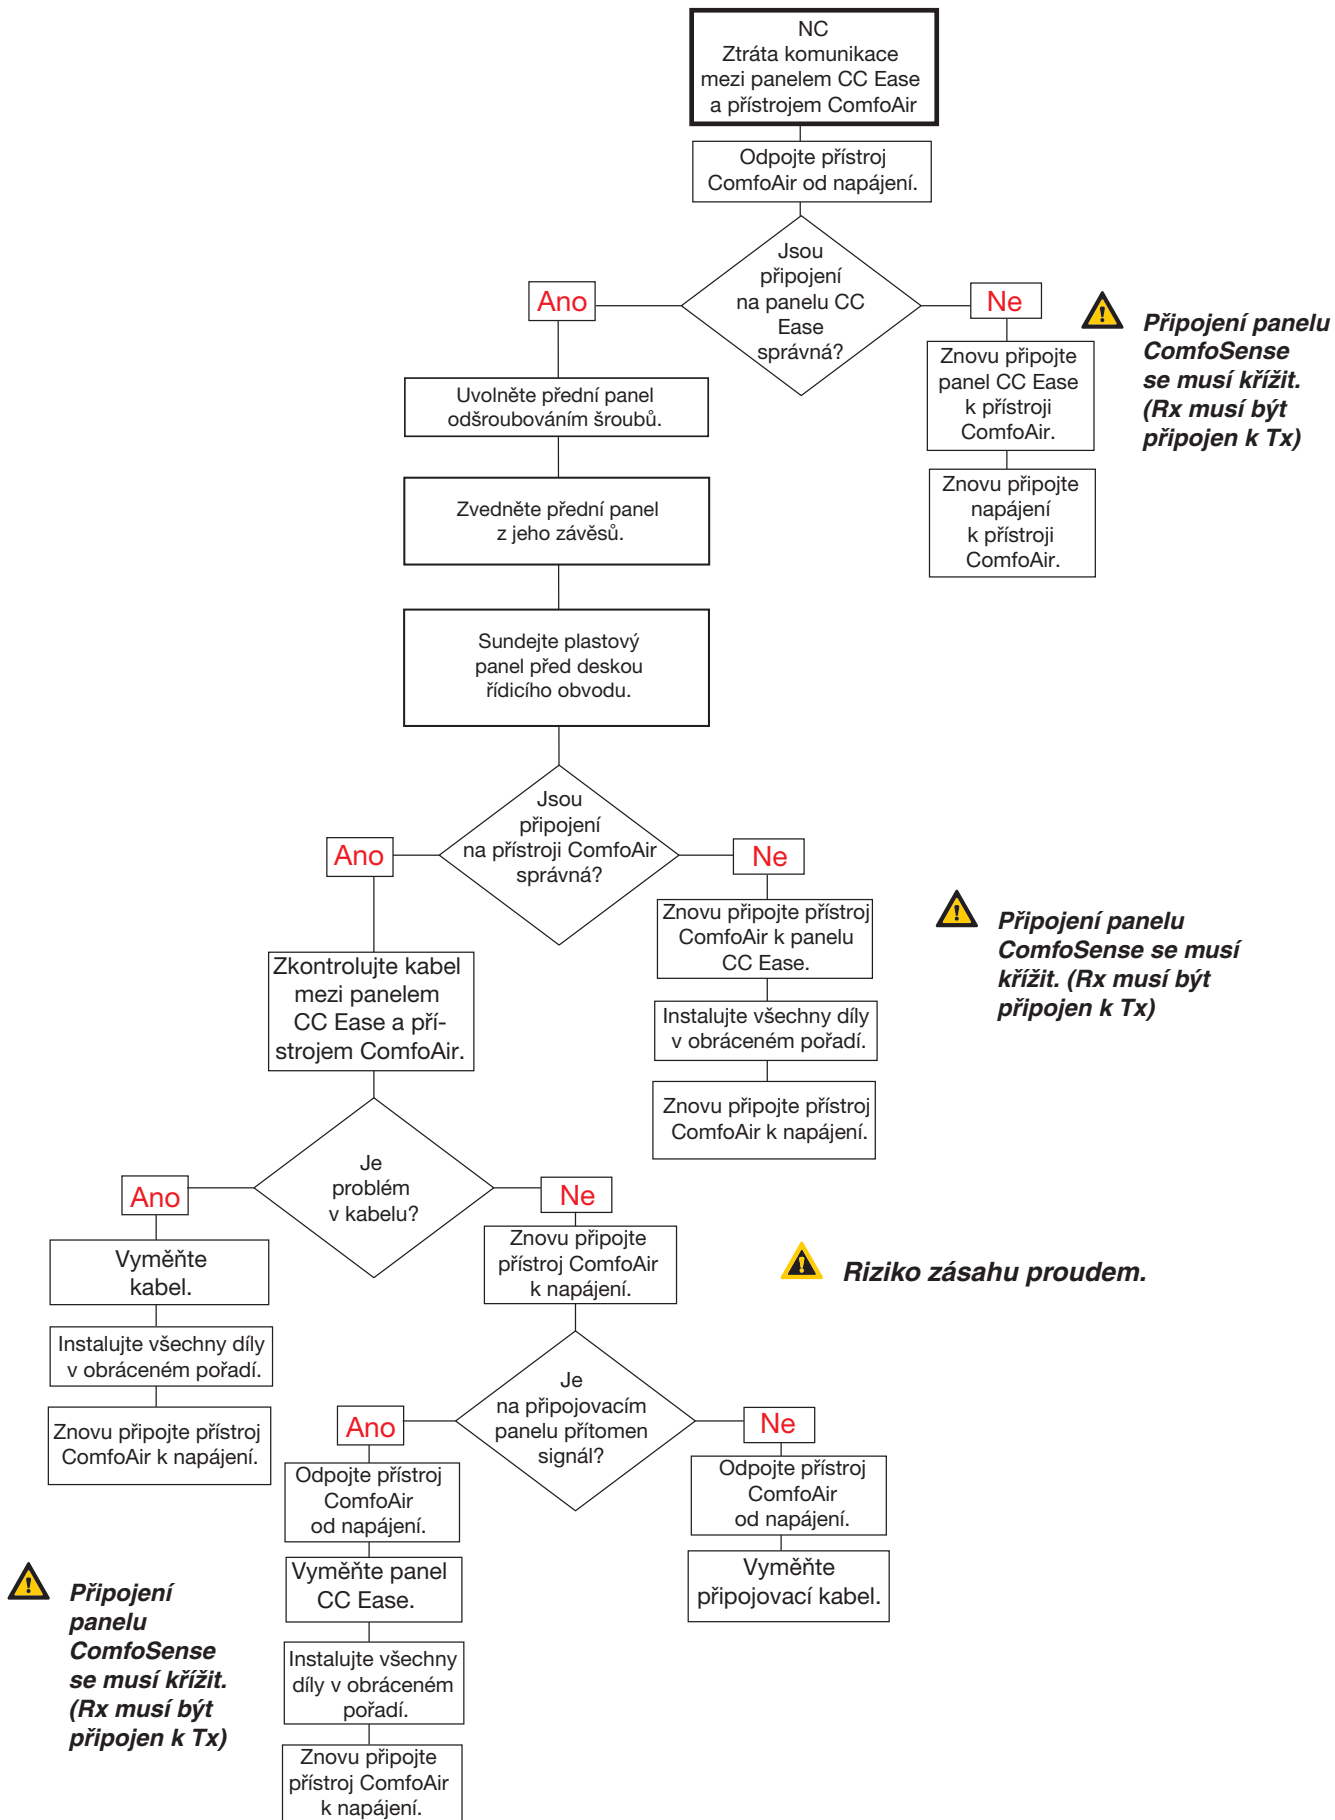 NC
Ztráta komunikace
mezi panelem CC Ease
a přístrojem ComfoAir
Odpojte přístroj
ComfoAir od napájení.
Jsou
připojení
na panelu CC
Ease
správná?
Ano
Ne
Připojení panelu
ComfoSense
se musí křížit.
(Rx musí být
připojen k Tx)
Znovu připojte
panel CC Ease
k přístroji
ComfoAir.
Znovu připojte
napájení
k přístroji
ComfoAir.
Uvolněte přední panel
odšroubováním šroubů.
Zvedněte přední panel
z jeho závěsů.
Sundejte plastový
panel před deskou
řídicího obvodu.
Jsou
připojení
na přístroji ComfoAir
správná?
Ano
Ne
Znovu připojte přístroj
ComfoAir k panelu
CC Ease.
Připojení panelu
ComfoSense se musí
křížit. (Rx musí být
připojen k Tx)
Instalujte všechny díly
v obráceném pořadí.
Znovu připojte přístroj
ComfoAir k napájení.
Zkontrolujte kabel
mezi panelem
CC Ease a pří-
strojem ComfoAir.
Je
problém
v kabelu?
Ano
Ne
Vyměňte
kabel.
Instalujte všechny díly
v obráceném pořadí.
Znovu připojte přístroj
ComfoAir k napájení.
Znovu připojte
přístroj ComfoAir
k napájení.
Riziko zásahu proudem.
Je
na připojovacím
panelu přítomen
signál?
Ano
Ne
Odpojte přístroj
ComfoAir
od napájení.
Vyměňte panel
CC Ease.
Instalujte všechny
díly v obráceném
pořadí.
Znovu připojte
přístroj ComfoAir
k napájení.
Odpojte přístroj
ComfoAir
od napájení.
Vyměňte
připojovací kabel.
Připojení
panelu
ComfoSense
se musí křížit.
(Rx musí být
připojen k Tx)